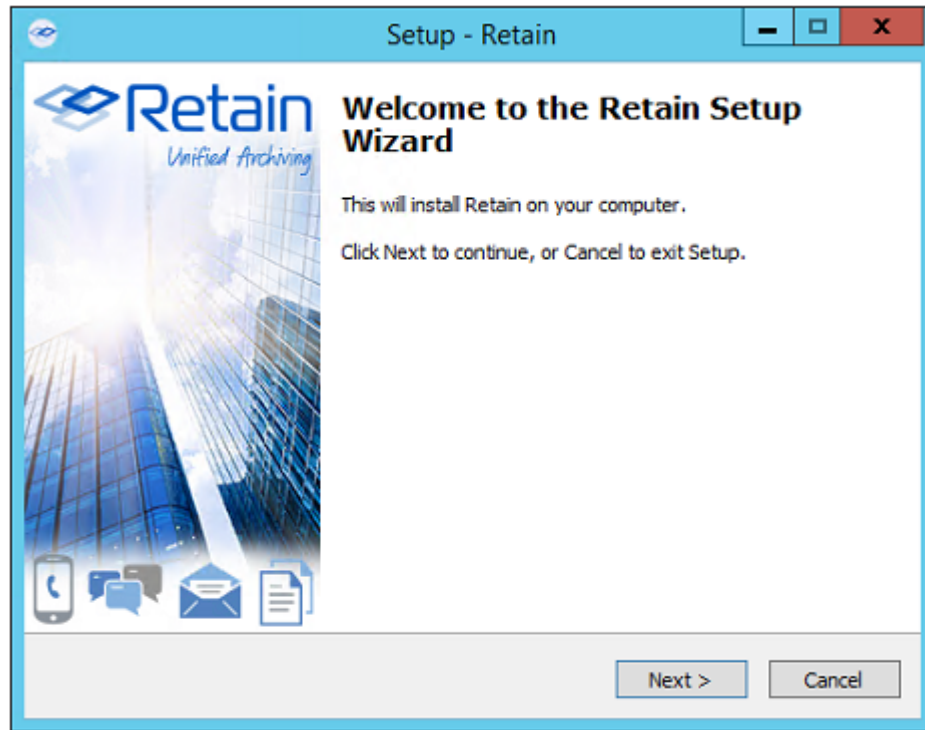 Setup - Retain
Retain
Unified Archiving
Welcome to the Retain Setup
Wizard
This will install Retain on your computer.
Click Next to continue, or Cancel to exit Setup.
Next >
Cancel